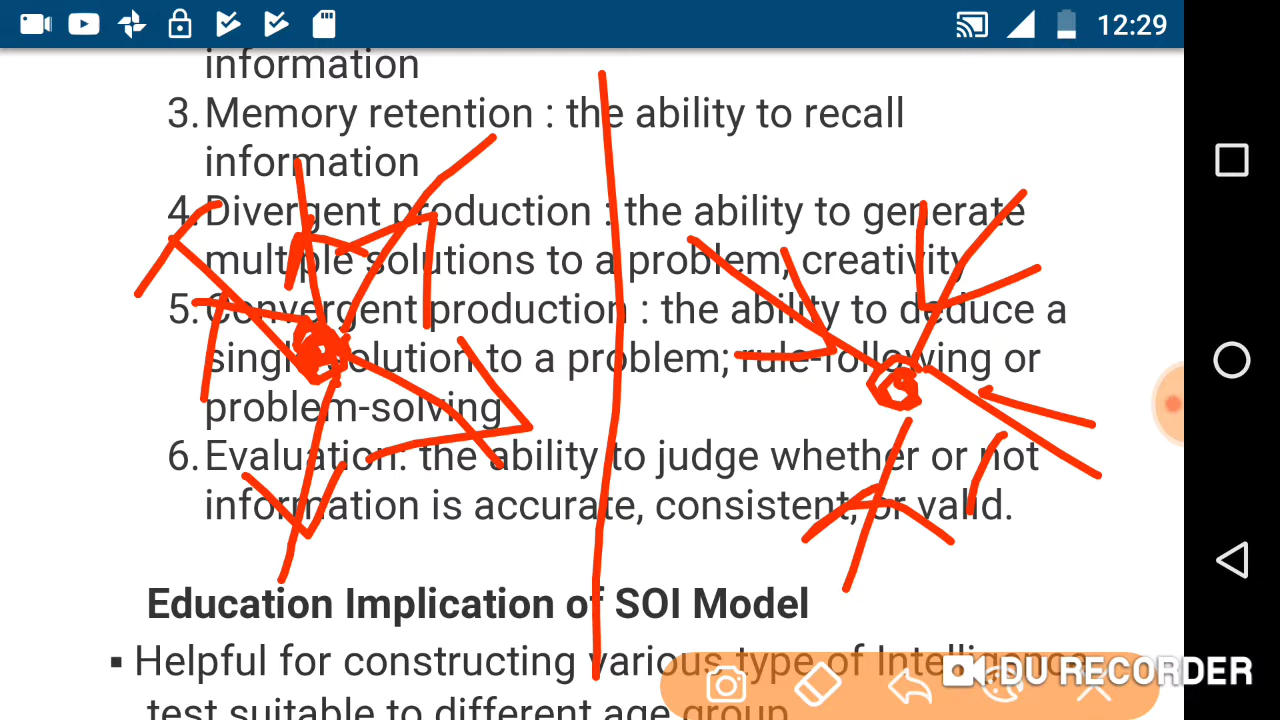 12:29
information
3. Memory retention : the ability to recall
information
4. Divergent production : the ability to generate
multiple solutions to a problem; creativity
5. Convergent production : the ability to deduce a
single solution to a problem; rule-following or
problem-solving
6. Evaluation: the ability to judge whether or not
information is accurate, consistent, or valid.
Education Implication of SOI Model
▪ Helpful for constructing various type of Intelligence
test suitable to different age group
DU RECORDER